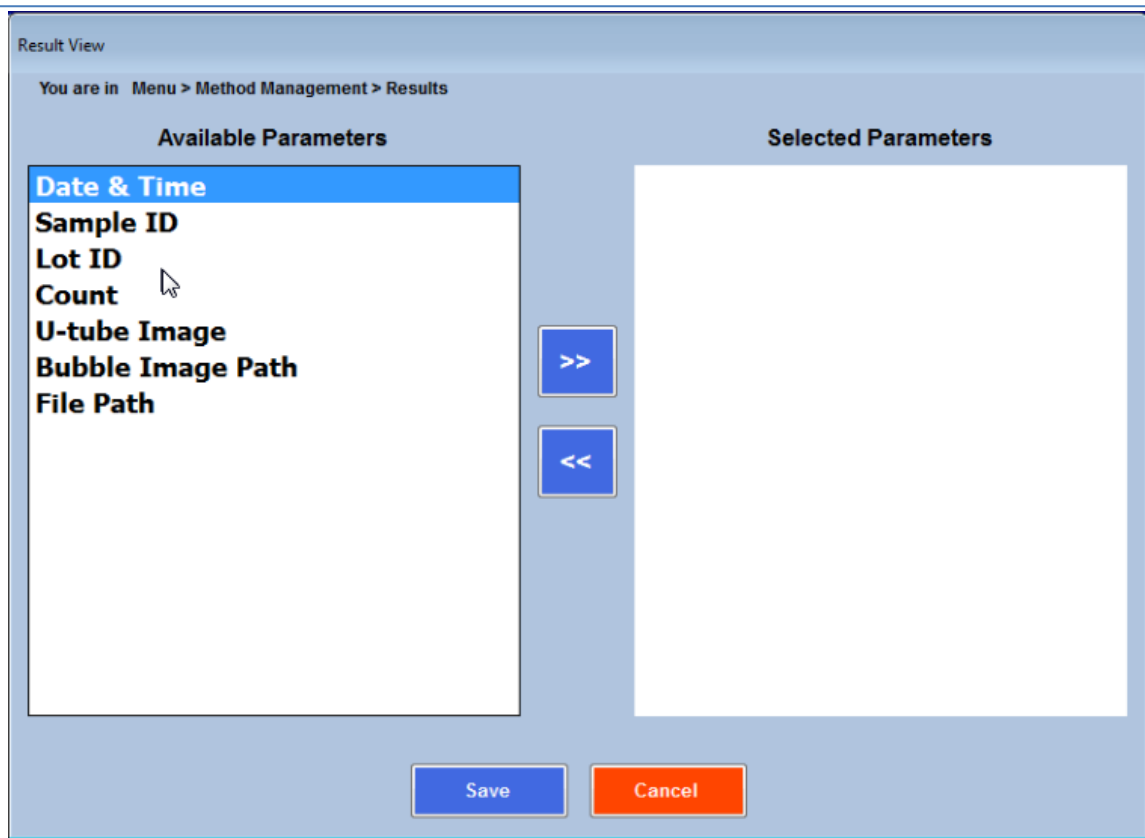 Result View
You are in Menu > Method Management > Results
Available Parameters
Selected Parameters
Date & Time
Sample ID
Lot ID
Count
U-tube Image
Bubble Image Path
File Path
>>
<<
Save
Cancel